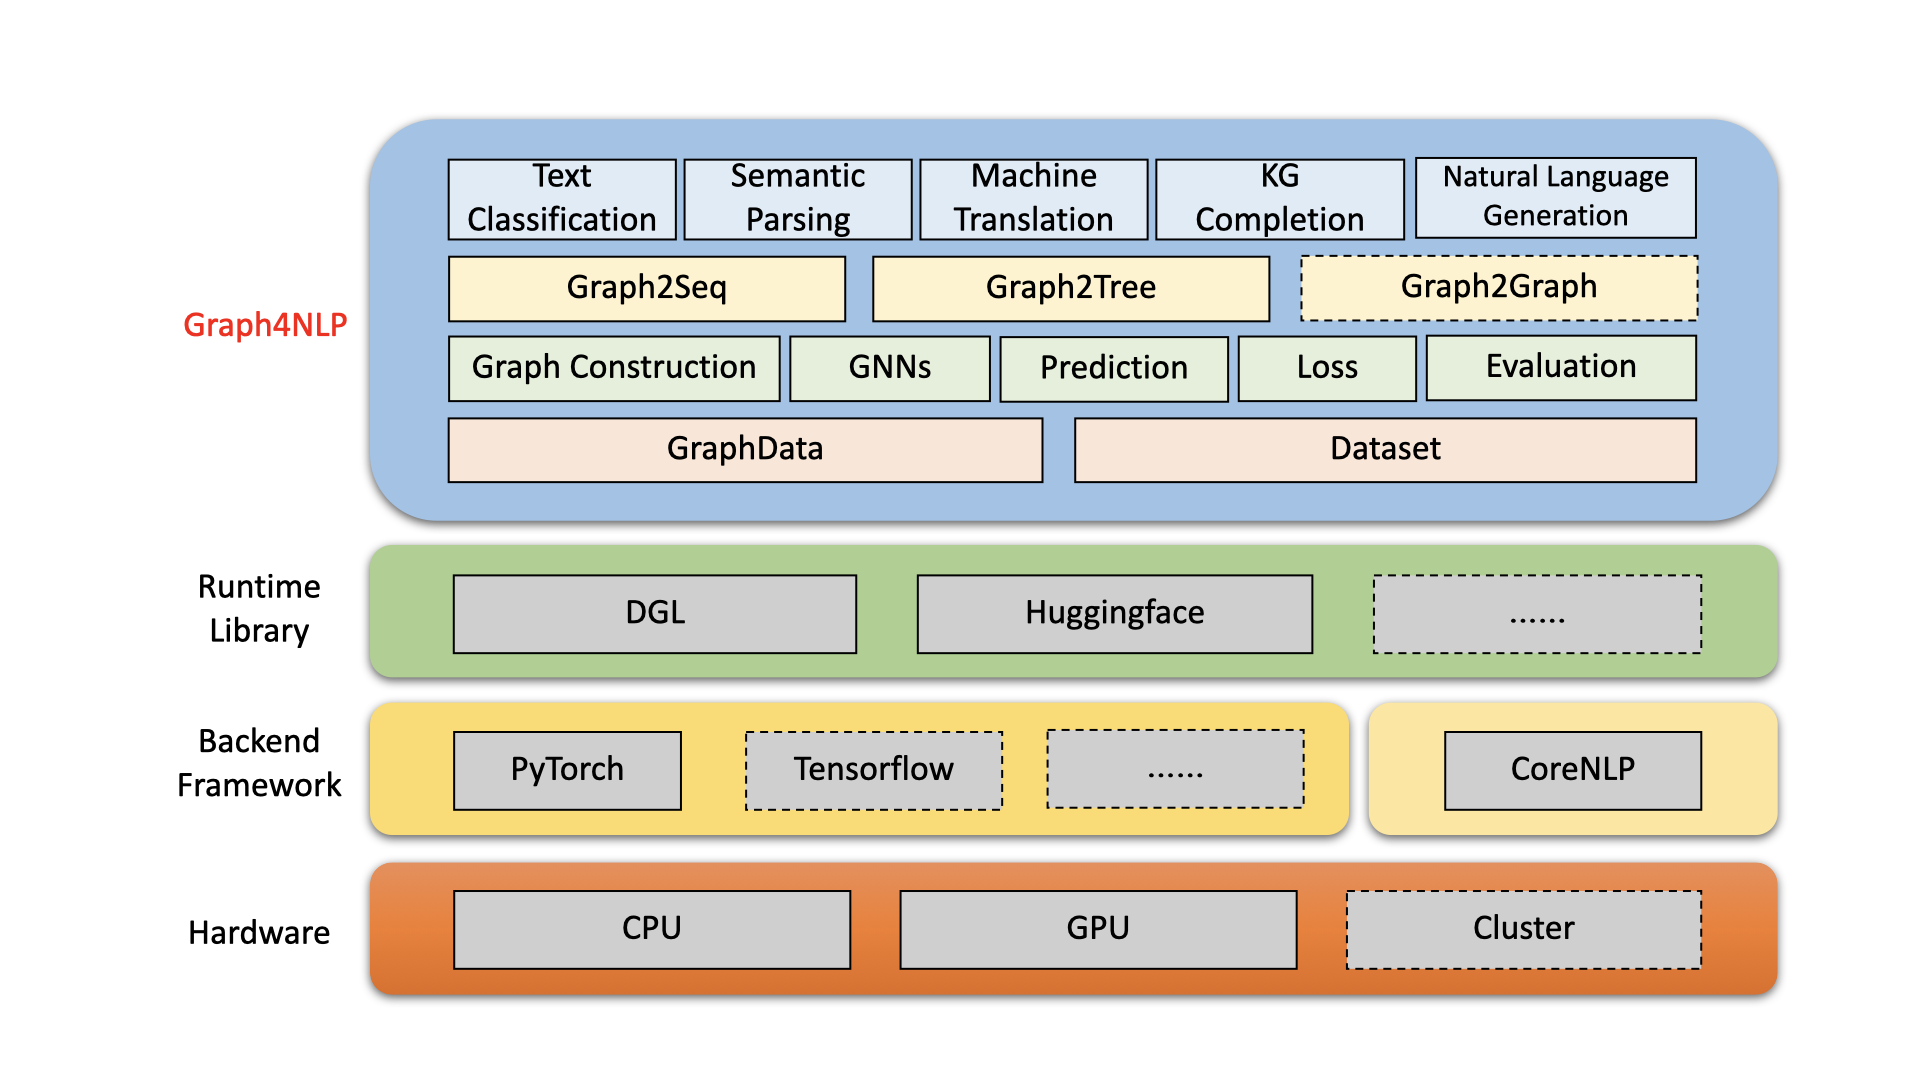 Text
Classification
Semantic
Parsing
Machine
Translation
KG
Completion
Natural Language
Generation
Graph4NLP
Graph2Seq
Graph2Tree
Graph2Graph
Graph Construction
GNNs
Prediction
Loss
Evaluation
GraphData
Dataset
Runtime
Library
DGL
Huggingface
......
Backend
Framework
PyTorch
Tensorflow
......
CoreNLP
Hardware
CPU
GPU
Cluster